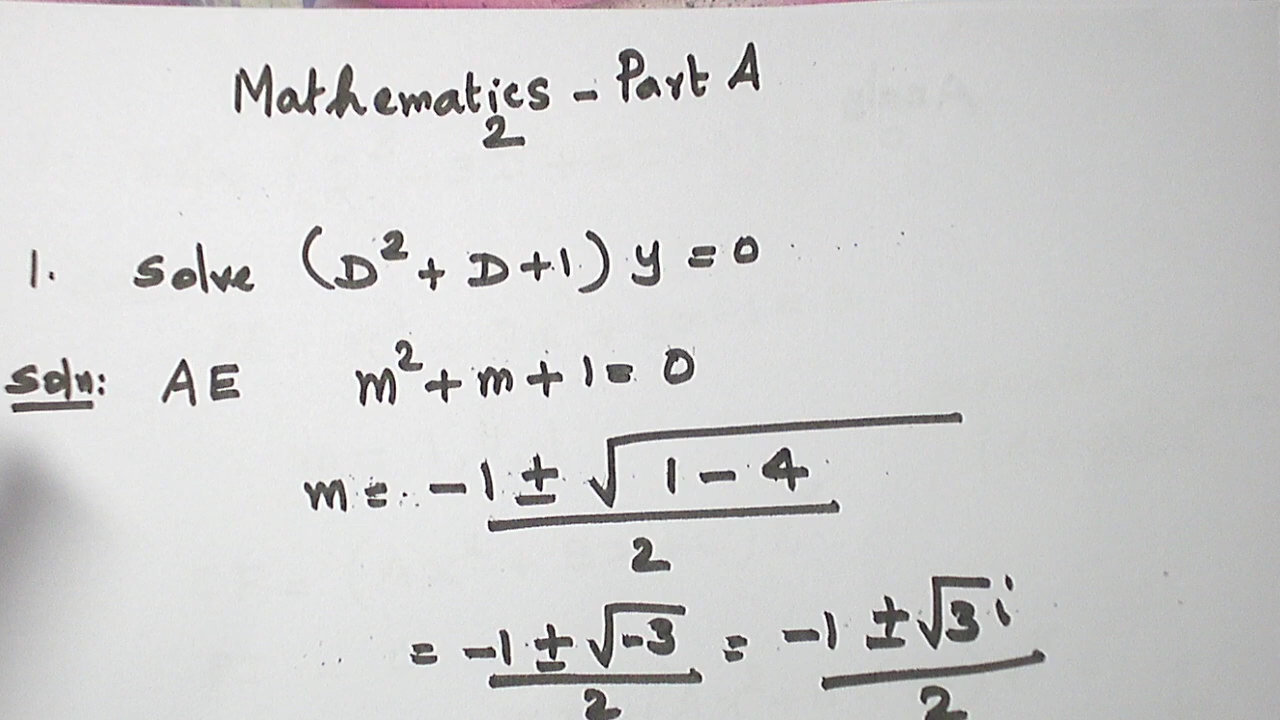 Mathematics - Part A
2
1. Solve (D² + D + 1) y = 0
Soln: AE m² + m + 1 = 0
m = -1 ± √1 - 4
2
= -1 ± √-3 = -1 ± √3 i
2 2